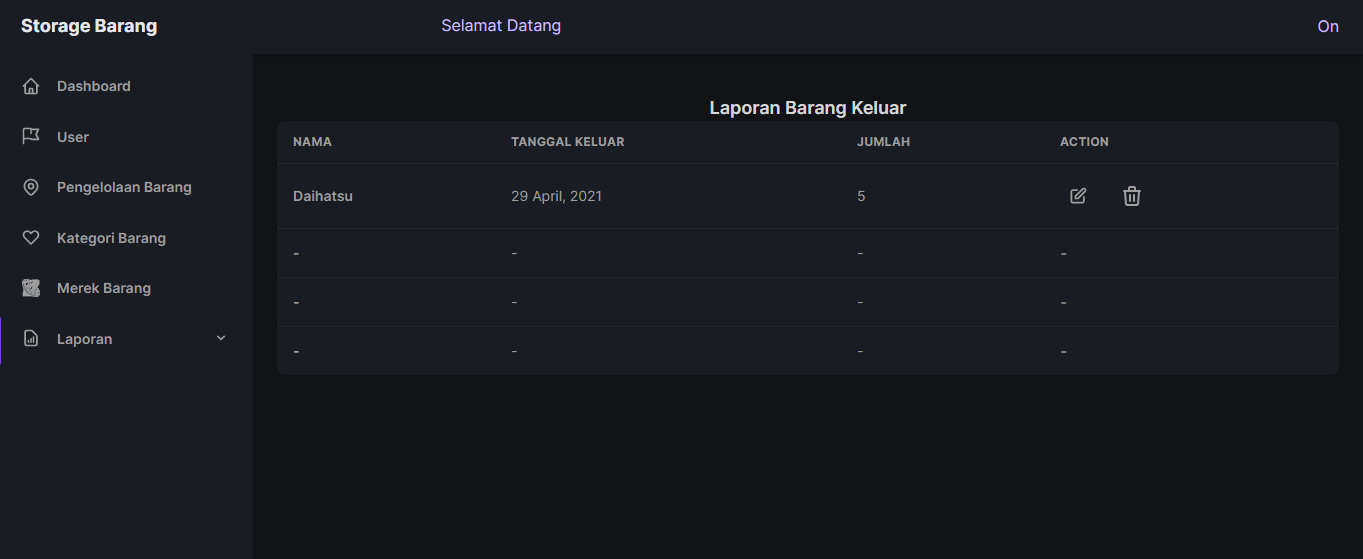 Storage Barang
Selamat Datang
On
Dashboard
User
Pengelolaan Barang
Kategori Barang
Merek Barang
Laporan
Laporan Barang Keluar
NAMA TANGGAL KELUAR JUMLAH ACTION
Daihatsu 29 April, 2021 5
- - - -
- - - -
- - - -